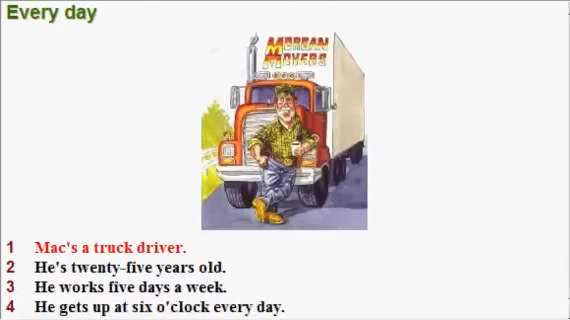 Every day
MORGAN
MOVERS
1 Mac's a truck driver.
2 He's twenty-five years old.
3 He works five days a week.
4 He gets up at six o'clock every day.